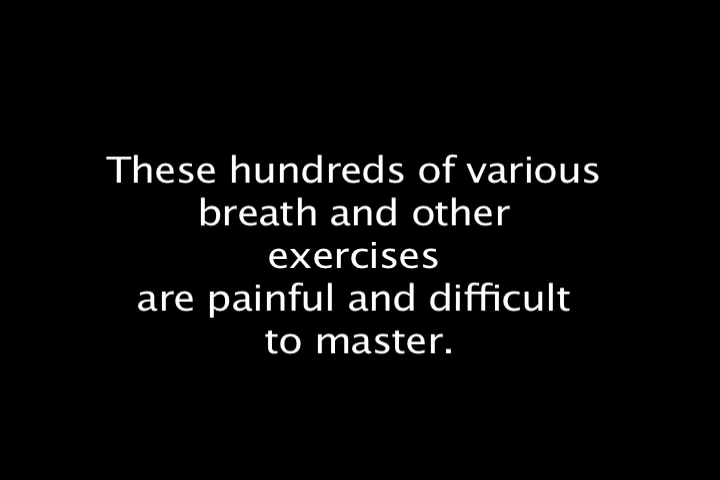 These hundreds of various
breath and other
exercises
are painful and difficult
to master.